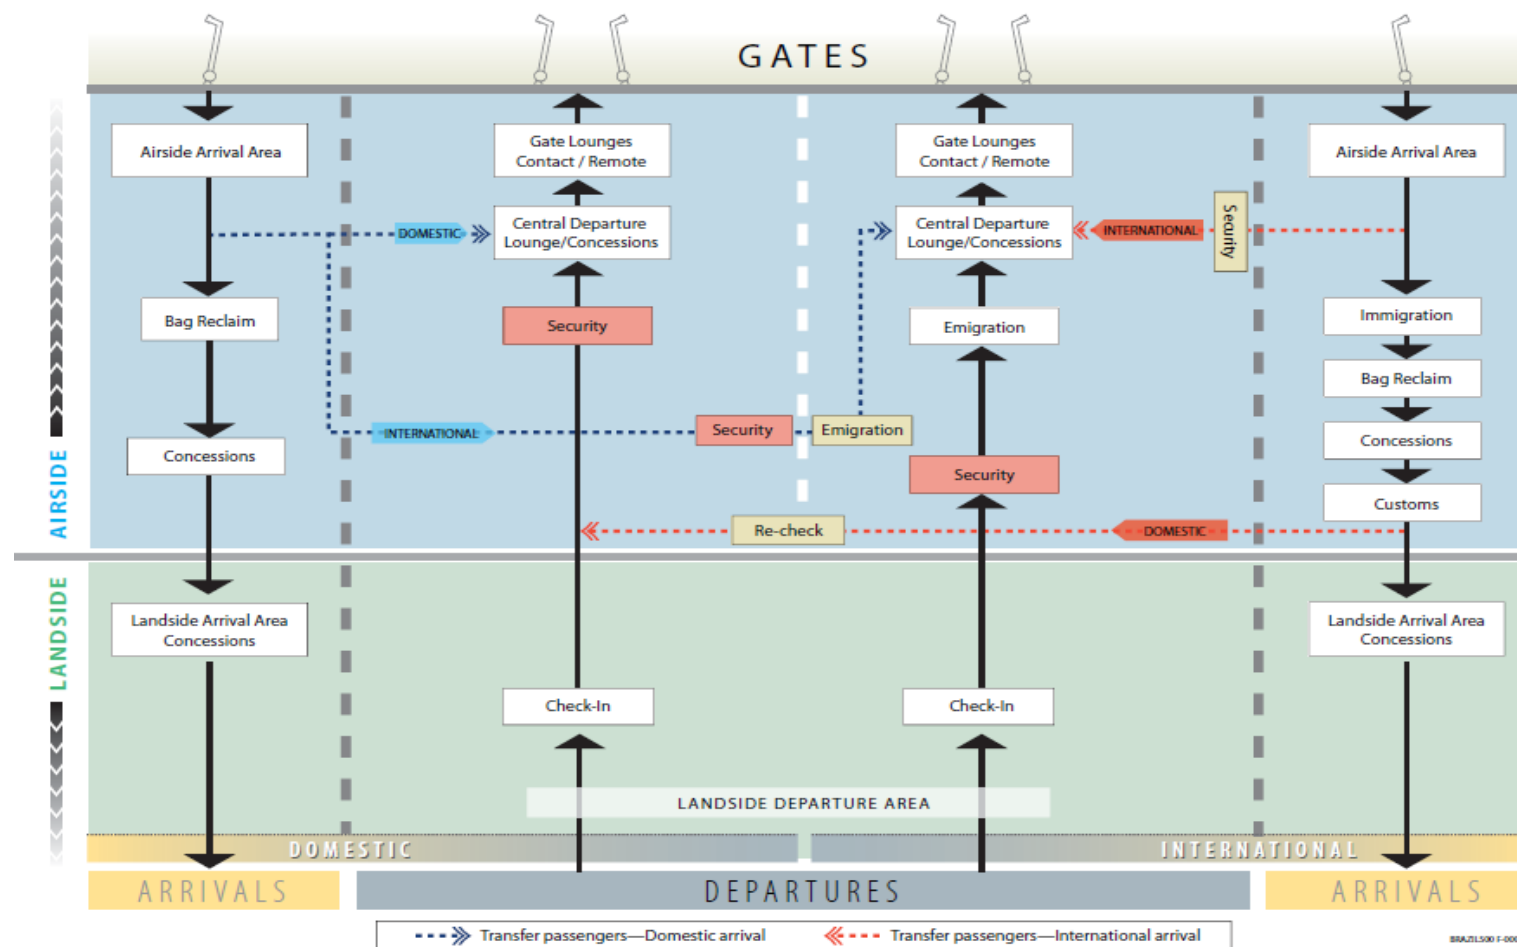 GATES
Airside Arrival Area
Gate Lounges
Contact / Remote
Gate Lounges
Contact / Remote
Airside Arrival Area
DOMESTIC
Central Departure
Lounge/Concessions
Central Departure
Lounge/Concessions
INTERNATIONAL
Security
Bag Reclaim
Security
Emigration
Immigration
Bag Reclaim
INTERNATIONAL
Security
Emigration
Concessions
Concessions
Security
Customs
Re-check
DOMESTIC
AIRSIDE
LANDSIDE
Landside Arrival Area
Concessions
Landside Arrival Area
Concessions
Check-In
Check-In
LANDSIDE DEPARTURE AREA
DOMESTIC
INTERNATIONAL
ARRIVALS
DEPARTURES
ARRIVALS
Transfer passengers—Domestic arrival
Transfer passengers—International arrival